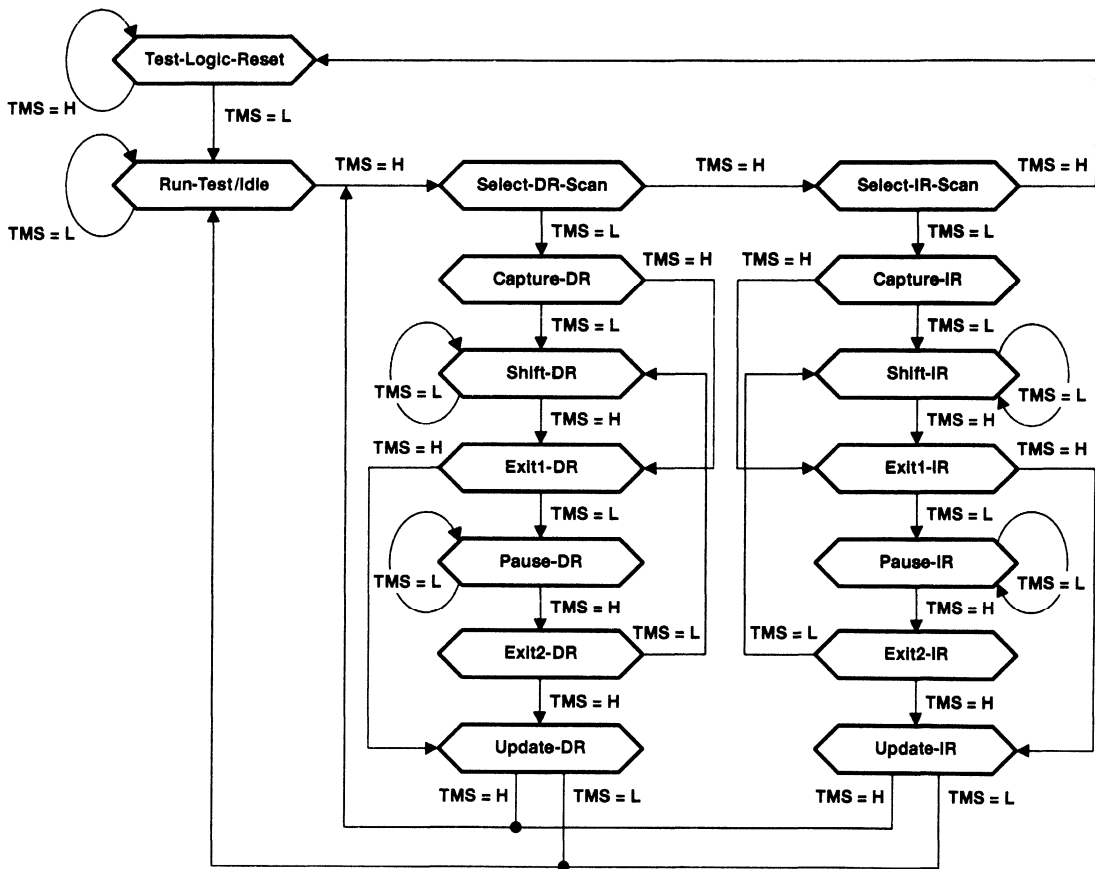 Test-Logic-Reset
TMS = H
TMS = L
Run-Test/Idle
TMS = L
TMS = H
Select-DR-Scan
TMS = H
Select-IR-Scan
TMS = H
TMS = L
TMS = L
Capture-DR
TMS = H
TMS = H
Capture-IR
TMS = L
TMS = L
Shift-DR
TMS = L
Shift-IR
TMS = L
TMS = H
TMS = H
TMS = H
Exit1-DR
Exit1-IR
TMS = H
TMS = L
TMS = L
Pause-DR
TMS = L
Pause-IR
TMS = L
TMS = H
TMS = H
Exit2-DR
TMS = L
TMS = L
Exit2-IR
TMS = H
TMS = H
Update-DR
Update-IR
TMS = H
TMS = L
TMS = H
TMS = L